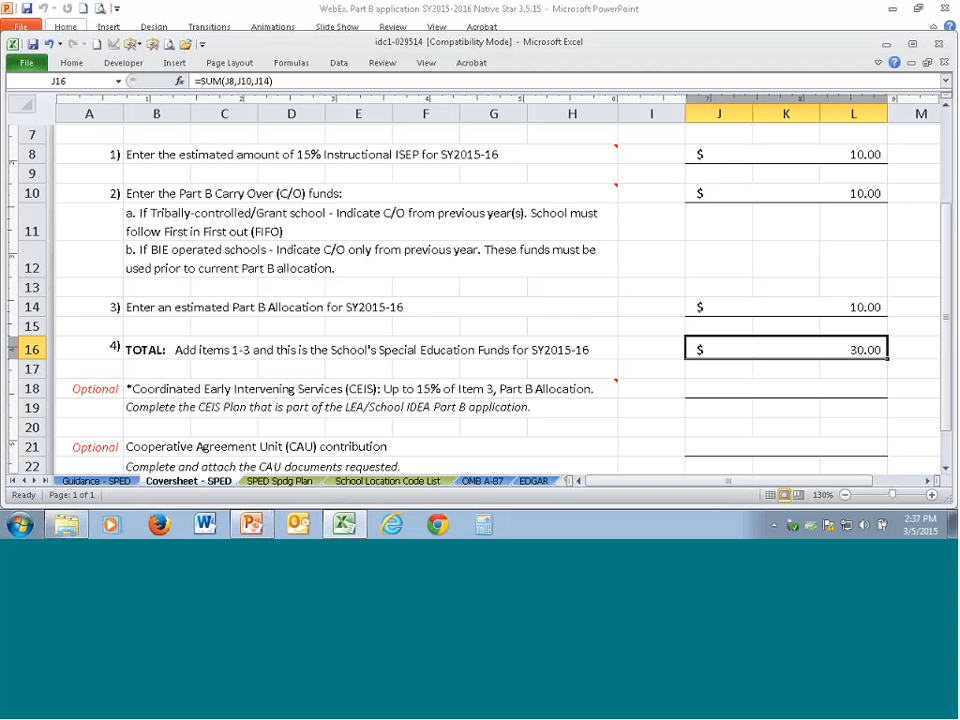 WebEx. Part B application SY2015-2016 Native Star 3.5.15 - Microsoft PowerPoint
File Home Insert Design Transitions Animations Slide Show Review View Acrobat
idc1-029514 [Compatibility Mode] - Microsoft Excel
File Home Developer Insert Page Layout Formulas Data Review View Acrobat
J16 fx =SUM(J8,J10,J14)
A B C D E F G H I J K L M
7
8 1) Enter the estimated amount of 15% Instructional ISEP for SY2015-16 $ 10.00
9
10 2) Enter the Part B Carry Over (C/O) funds: $ 10.00
a. If Tribally-controlled/Grant school - Indicate C/O from previous year(s). School must
11 follow First in First out (FIFO)
b. If BIE operated schools - Indicate C/O only from previous year. These funds must be
12 used prior to current Part B allocation.
13
14 3) Enter an estimated Part B Allocation for SY2015-16 $ 10.00
15
16 4) TOTAL: Add items 1-3 and this is the School's Special Education Funds for SY2015-16 $ 30.00
17
18 Optional *Coordinated Early Intervening Services (CEIS): Up to 15% of Item 3, Part B Allocation.
19 Complete the CEIS Plan that is part of the LEA/School IDEA Part B application.
20
21 Optional Cooperative Agreement Unit (CAU) contribution
22 Complete and attach the CAU documents requested.
Guidance - SPED Coversheet - SPED SPED Spdg Plan School Location Code List OMB A-87 EDGAR
Ready Page: 1 of 1 130%
2:37 PM
3/5/2015